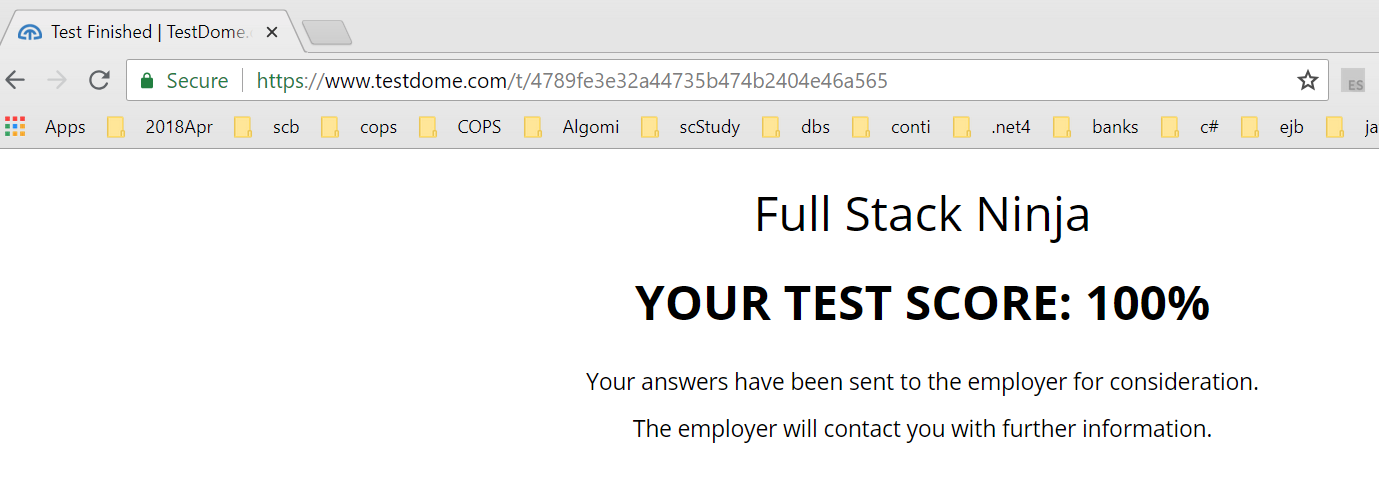 Test Finished | TestDome.
Secure https://www.testdome.com/t/4789fe3e32a44735b474b2404e46a565
ES
Apps 2018Apr scb cops COPS Algomi scStudy dbs conti .net4 banks c# ejb ja
Full Stack Ninja
YOUR TEST SCORE: 100%
Your answers have been sent to the employer for consideration.
The employer will contact you with further information.